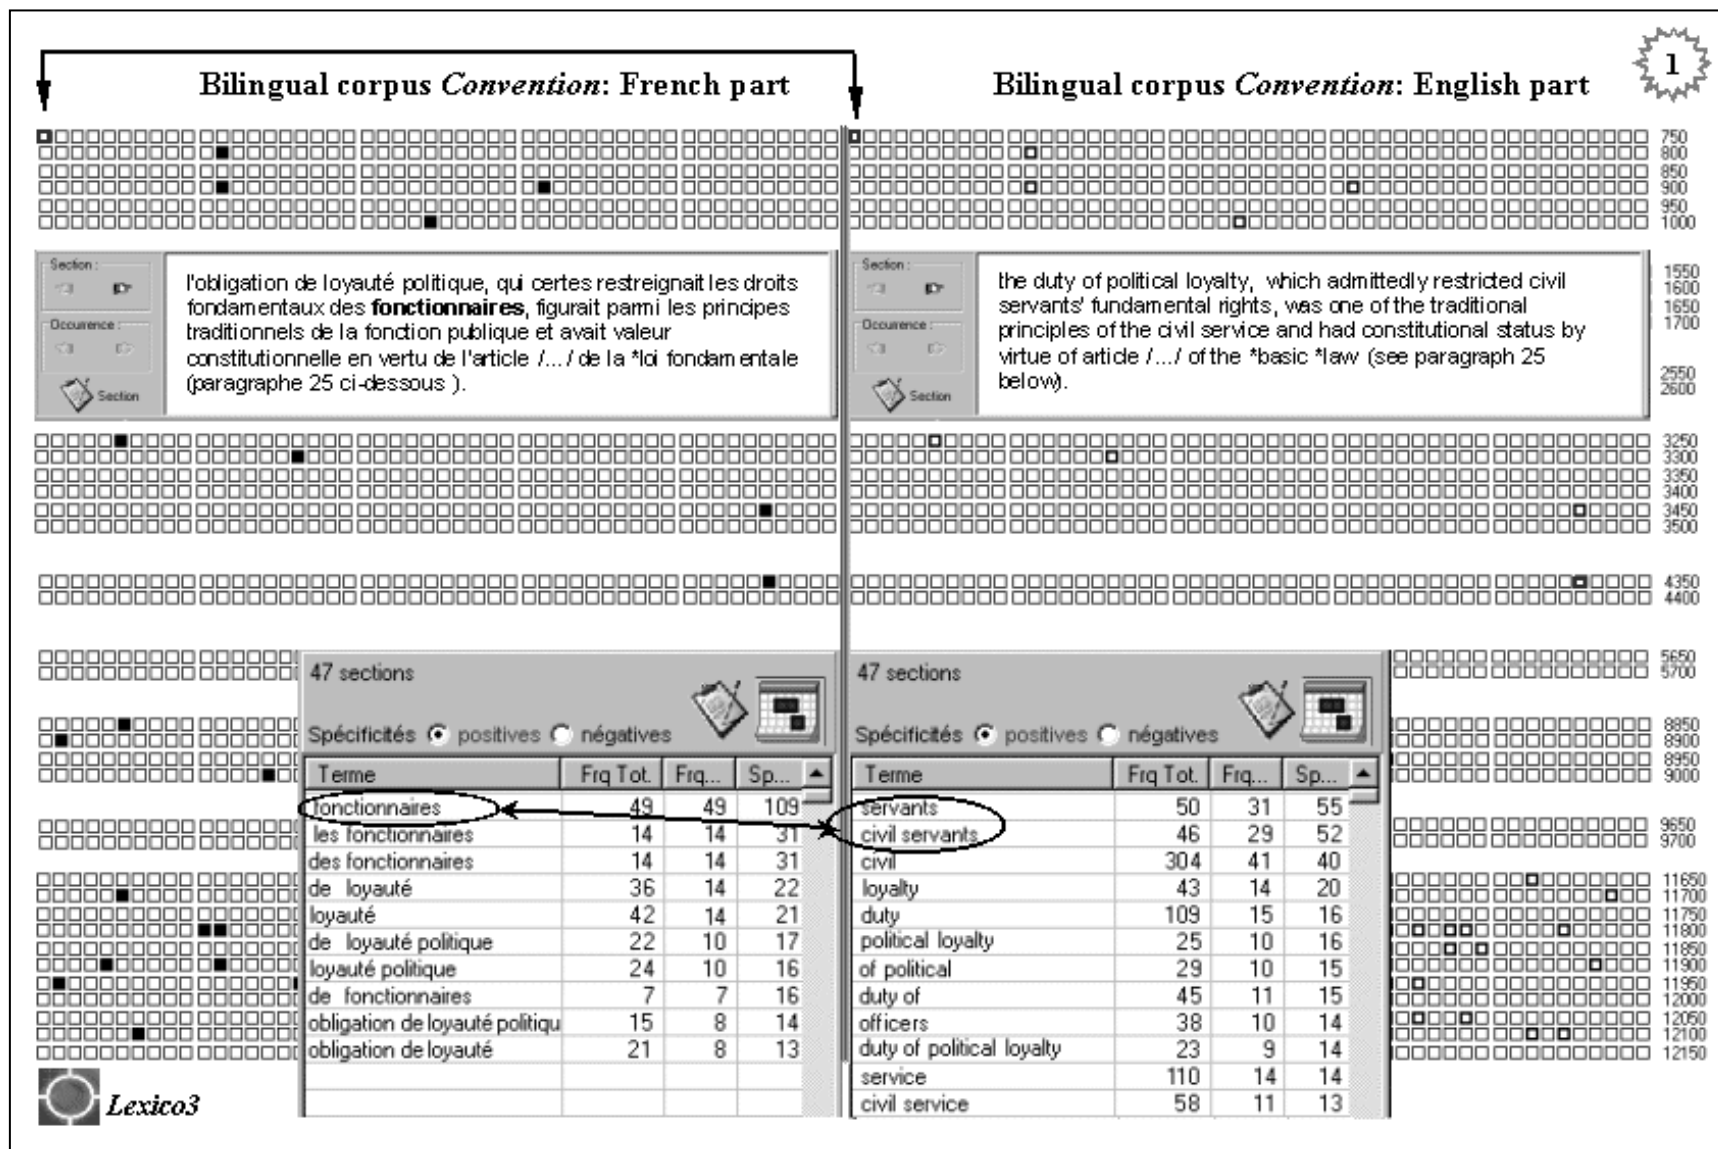 1
Bilingual corpus Convention: French part
Bilingual corpus Convention: English part
750
800
850
900
950
1000
Section :
Occurrence :
Section
l'obligation de loyauté politique, qui certes restreignait les droits
fondamentaux des fonctionnaires, figurait parmi les principes
traditionnels de la fonction publique et avait valeur
constitutionnelle en vertu de l'article /.../ de la *loi fondamentale
(paragraphe 25 ci-dessous ).
Section :
Occurrence :
Section
the duty of political loyalty, which admittedly restricted civil
servants' fundamental rights, was one of the traditional
principles of the civil service and had constitutional status by
virtue of article /.../ of the *basic *law (see paragraph 25
below).
1550
1600
1650
1700
2550
2600
3250
3300
3350
3400
3450
3500
4350
4400
5650
5700
8850
8900
8950
9000
9650
9700
11650
11700
11750
11800
11850
11900
11950
12000
12050
12100
12150
47 sections
Spécificités positives négatives
Terme Frq Tot. Frq... Sp...
fonctionnaires 49 49 109
les fonctionnaires 14 14 31
des fonctionnaires 14 14 31
de loyauté 36 14 22
loyauté 42 14 21
de loyauté politique 22 10 17
loyauté politique 24 10 16
de fonctionnaires 7 7 16
obligation de loyauté politiqu 15 8 14
obligation de loyauté 21 8 13
47 sections
Spécificités positives négatives
Terme Frq Tot. Frq... Sp...
servants 50 31 55
civil servants 46 29 52
civil 304 41 40
loyalty 43 14 20
duty 109 15 16
political loyalty 25 10 16
of political 29 10 15
duty of 45 11 15
officers 38 10 14
duty of political loyalty 23 9 14
service 110 14 14
civil service 58 11 13
Lexico3